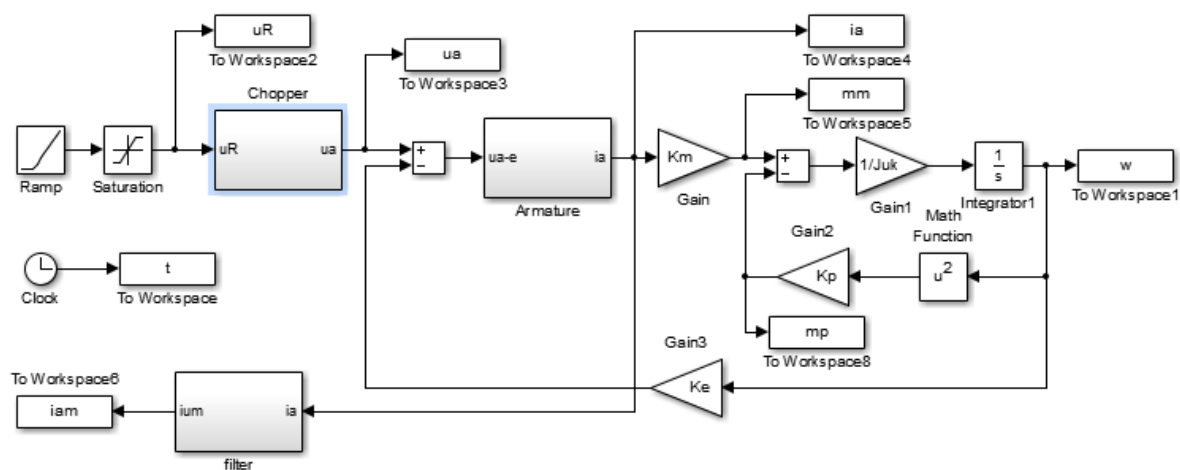 uR
To Workspace2
ua
To Workspace3
ia
To Workspace4
Chopper
mm
To Workspace5
uR
ua
+
−
ua-e
ia
Km
+
−
1/Juk
1
s
w
To Workspace1
Ramp
Saturation
Armature
Gain
Gain1
Integrator1
Math
Function
Gain2
t
Kp
u2
Clock
To Workspace
mp
To Workspace8
Gain3
Ke
To Workspace6
iam
ium
ia
filter